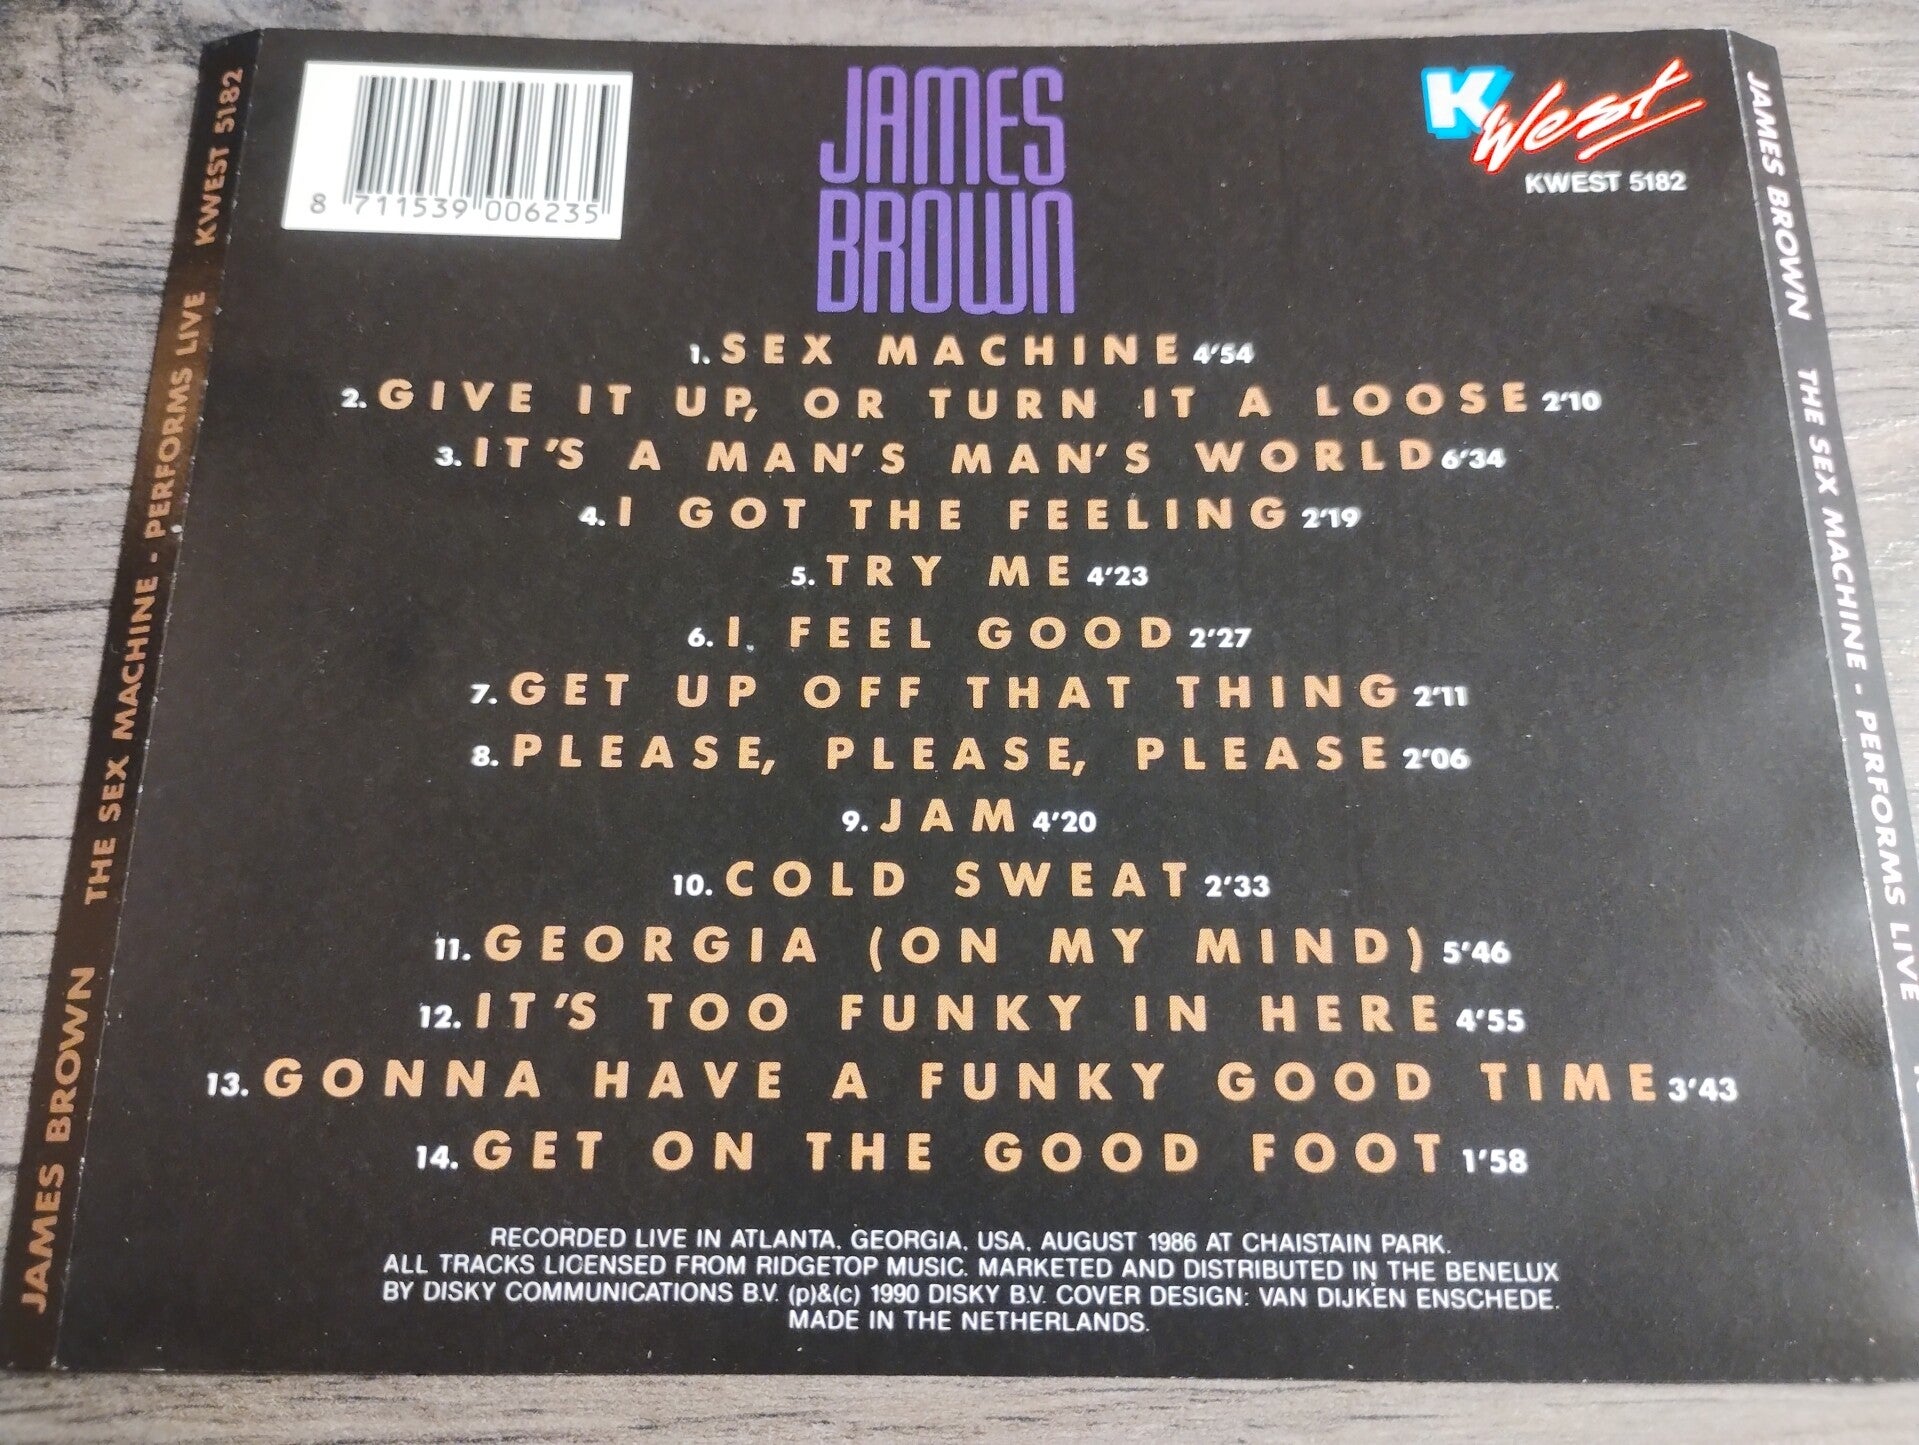 JAMES BROWN THE SEX MACHINE - PERFORMS LIVE KWEST 5182
8 711539 006235
JAMES
BROWN
K West
KWEST 5182
1. SEX MACHINE 4'54
2. GIVE IT UP, OR TURN IT A LOOSE 2'10
3. IT'S A MAN'S MAN'S WORLD 6'34
4. I GOT THE FEELING 2'19
5. TRY ME 4'23
6. I FEEL GOOD 2'27
7. GET UP OFF THAT THING 2'11
8. PLEASE, PLEASE, PLEASE 2'06
9. JAM 4'20
10. COLD SWEAT 2'33
11. GEORGIA (ON MY MIND) 5'46
12. IT'S TOO FUNKY IN HERE 4'55
13. GONNA HAVE A FUNKY GOOD TIME 3'43
14. GET ON THE GOOD FOOT 1'58
RECORDED LIVE IN ATLANTA, GEORGIA, USA, AUGUST 1986 AT CHAISTAIN PARK.
ALL TRACKS LICENSED FROM RIDGETOP MUSIC. MARKETED AND DISTRIBUTED IN THE BENELUX
BY DISKY COMMUNICATIONS B.V. (p)&(c) 1990 DISKY B.V. COVER DESIGN: VAN DIJKEN ENSCHEDE.
MADE IN THE NETHERLANDS.
JAMES BROWN THE SEX MACHINE - PERFORMS LIVE